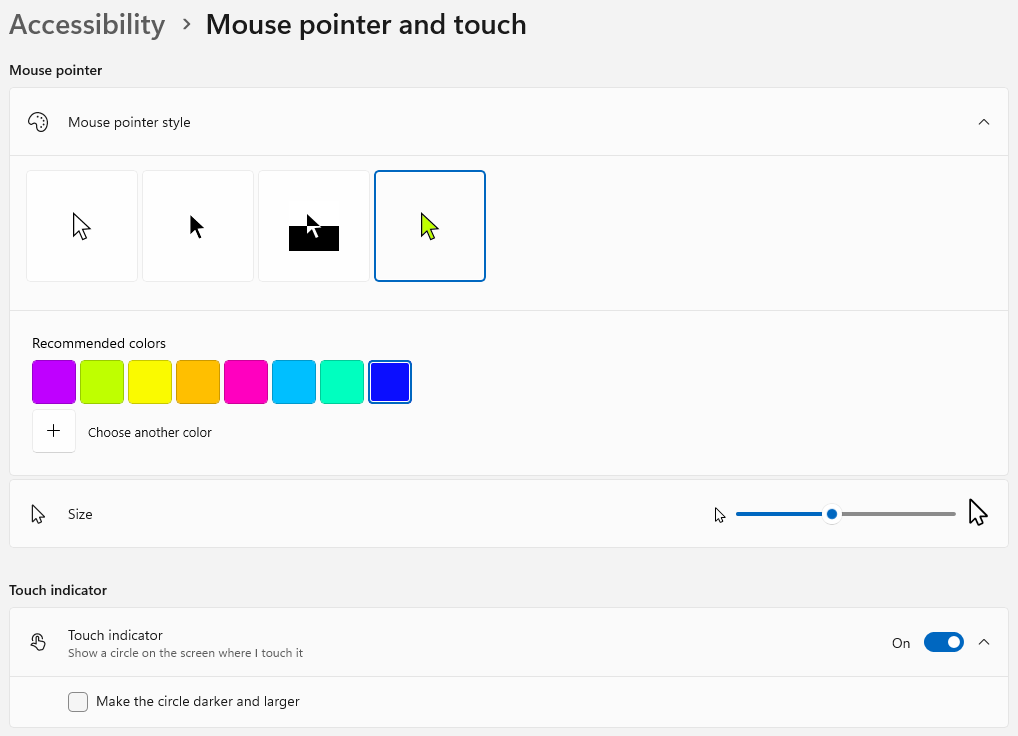 Accessibility > Mouse pointer and touch
Mouse pointer
Mouse pointer style
Recommended colors
Choose another color
Size
Touch indicator
Touch indicator
Show a circle on the screen where I touch it
On
Make the circle darker and larger